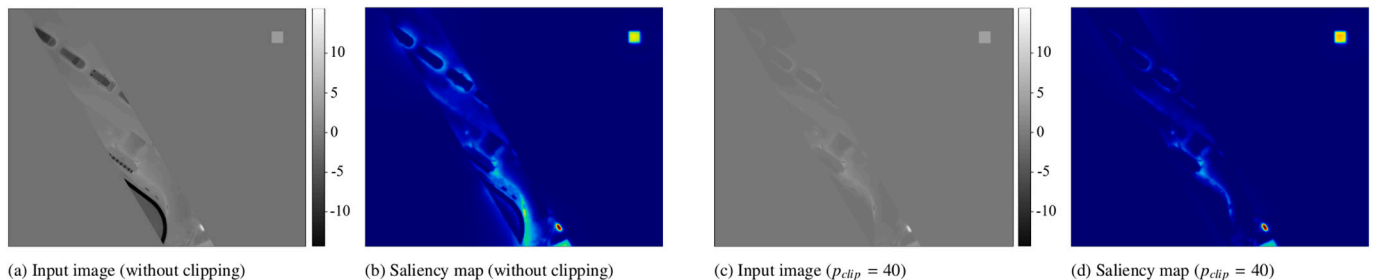 10
5
0
-5
-10
10
5
0
-5
-10
(a) Input image (without clipping)
(b) Saliency map (without clipping)
(c) Input image (p_clip = 40)
(d) Saliency map (p_clip = 40)